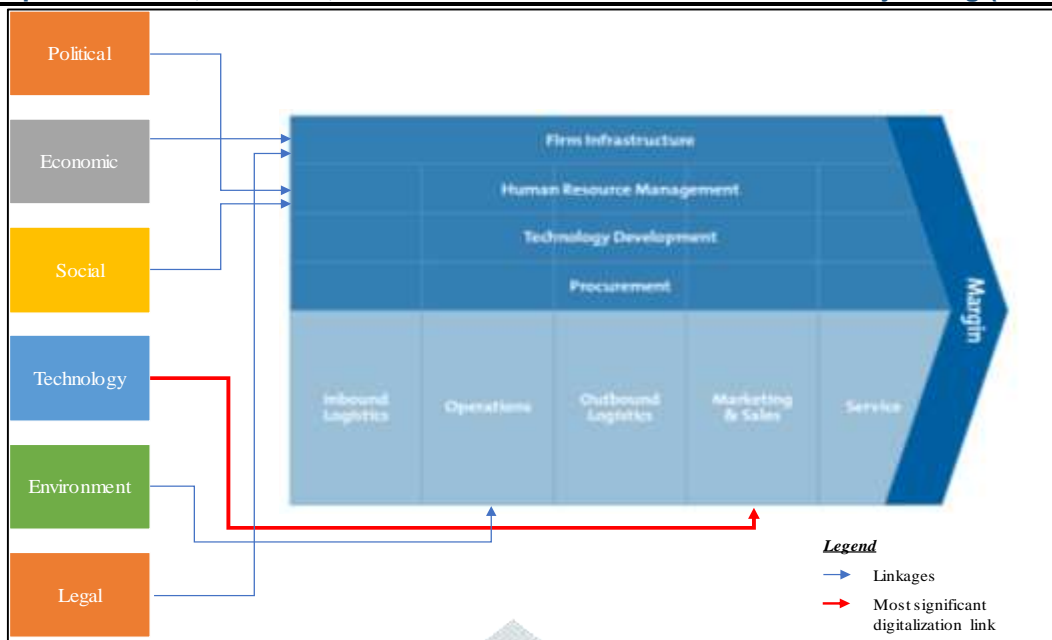 Political
Economic
Social
Technology
Environment
Legal
Firm Infrastructure
Human Resource Management
Technology Development
Procurement
Inbound
Logistics
Operations
Outbound
Logistics
Marketing
& Sales
Service
Margin
Legend
Linkages
Most significant
digitalization link